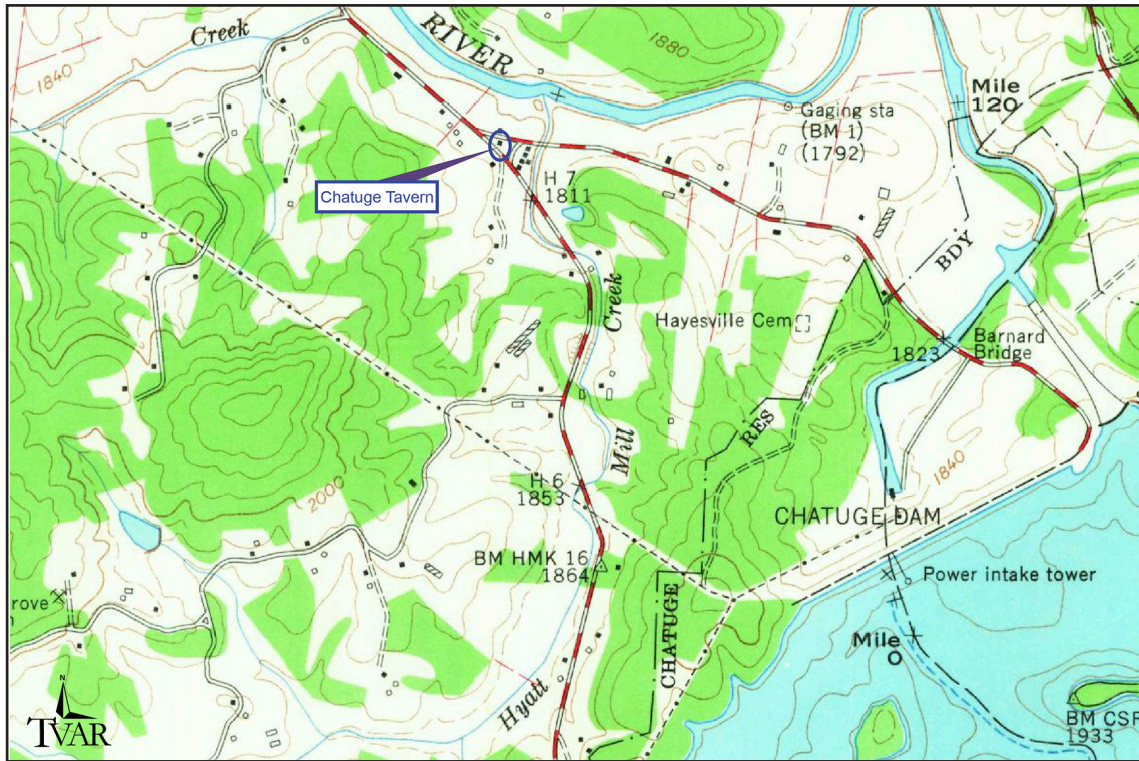 Creek
RIVER
1840
1880
Mile
120
Gaging sta
(BM 1)
(1792)
Chatuge Tavern
H 7
1811
BDY
Creek
Hayesville Cem
1823
Barnard
Bridge
RES
Mill
2000
1840
H 6
1853
CHATUGE DAM
BM HMK 16
1864
Power intake tower
rove
CHATUGE
Mile
0
Hyatt
N
TVAR
BM CSR
1933